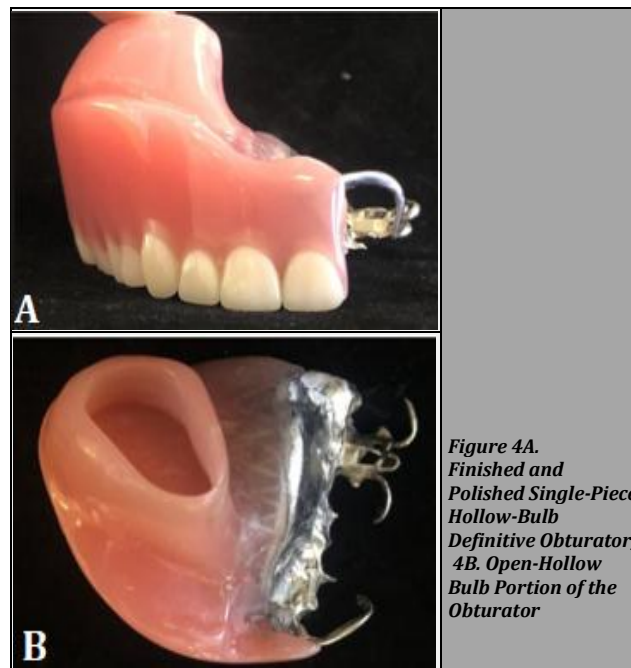 A
B
Figure 4A.
Finished and
Polished Single-Piece
Hollow-Bulb
Definitive Obturator,
4B. Open-Hollow
Bulb Portion of the
Obturator